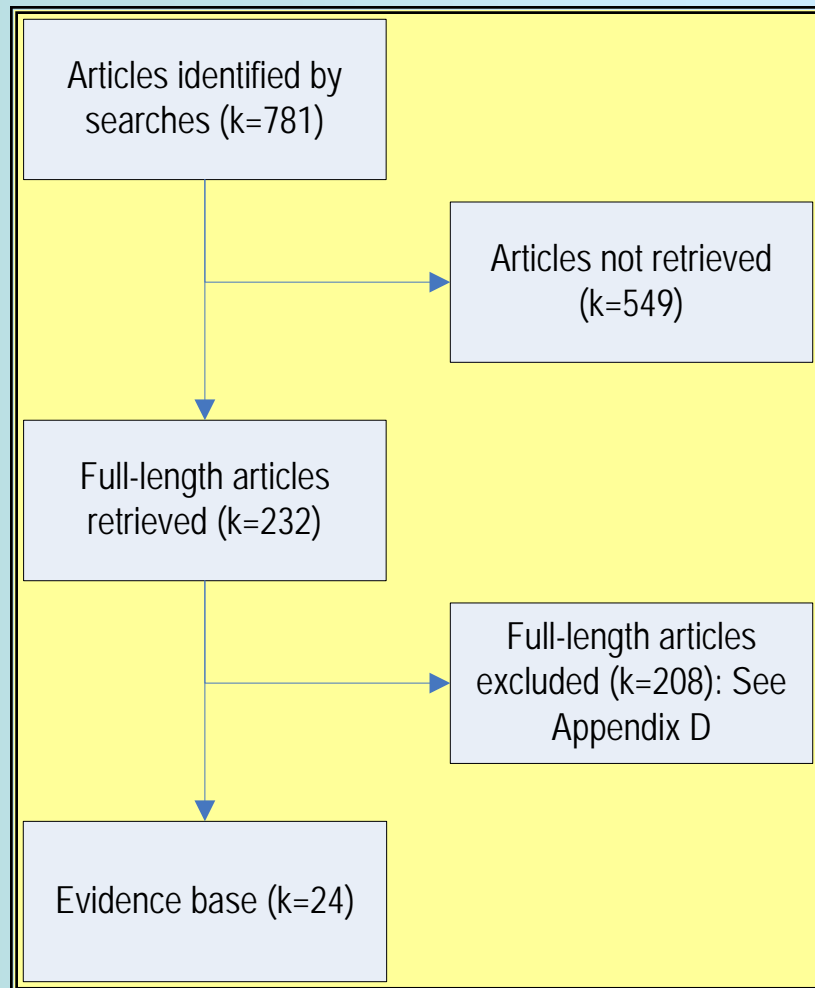 Articles identified by
searches (k=781)
Articles not retrieved
(k=549)
Full-length articles
retrieved (k=232)
Full-length articles
excluded (k=208): See
Appendix D
Evidence base (k=24)